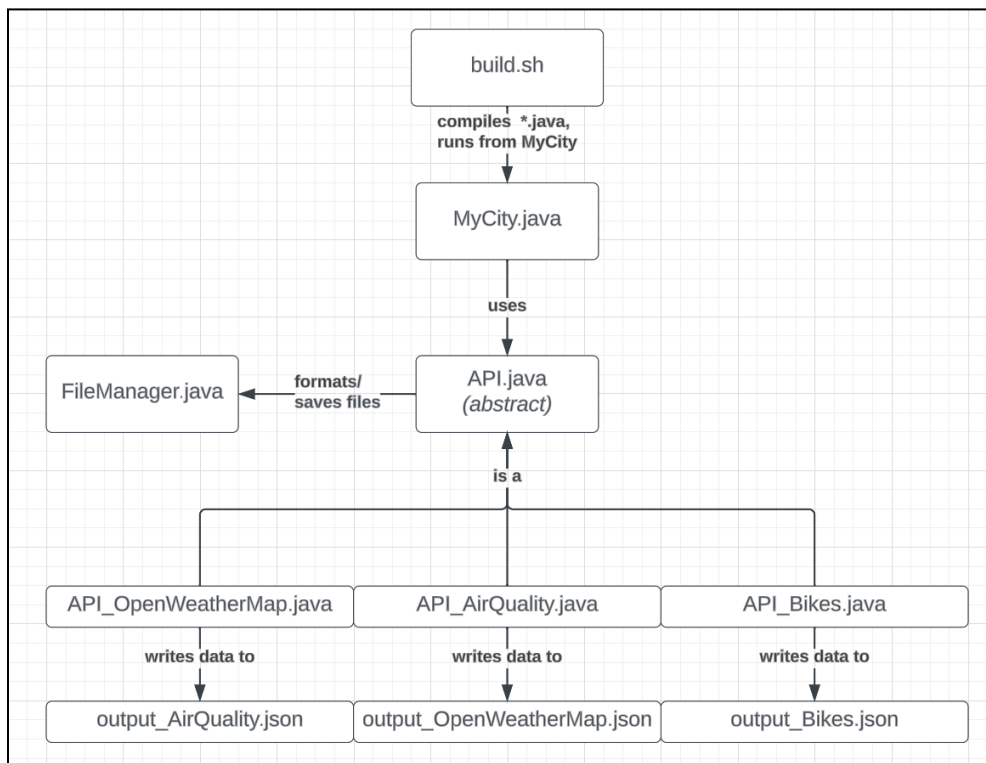 build.sh
compiles *.java,
runs from MyCity
MyCity.java
uses
FileManager.java
formats/
saves files
API.java
(abstract)
is a
API_OpenWeatherMap.java
API_AirQuality.java
API_Bikes.java
writes data to
writes data to
writes data to
output_AirQuality.json
output_OpenWeatherMap.json
output_Bikes.json